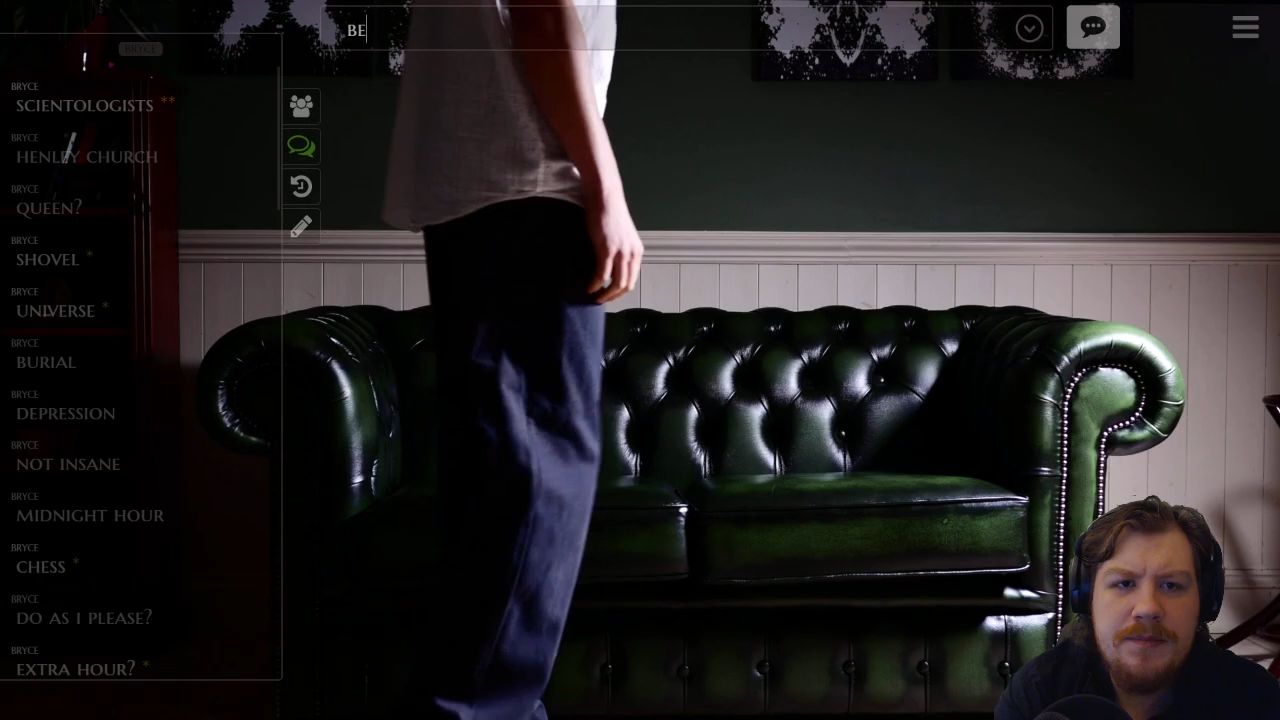 BE
BRYCE
BRYCE
SCIENTOLOGISTS **
BRYCE
HENLEY CHURCH
BRYCE
QUEEN?
BRYCE
SHOVEL *
BRYCE
UNIVERSE *
BRYCE
BURIAL
BRYCE
DEPRESSION
BRYCE
NOT INSANE
BRYCE
MIDNIGHT HOUR
BRYCE
CHESS *
BRYCE
DO AS I PLEASE?
BRYCE
EXTRA HOUR? *